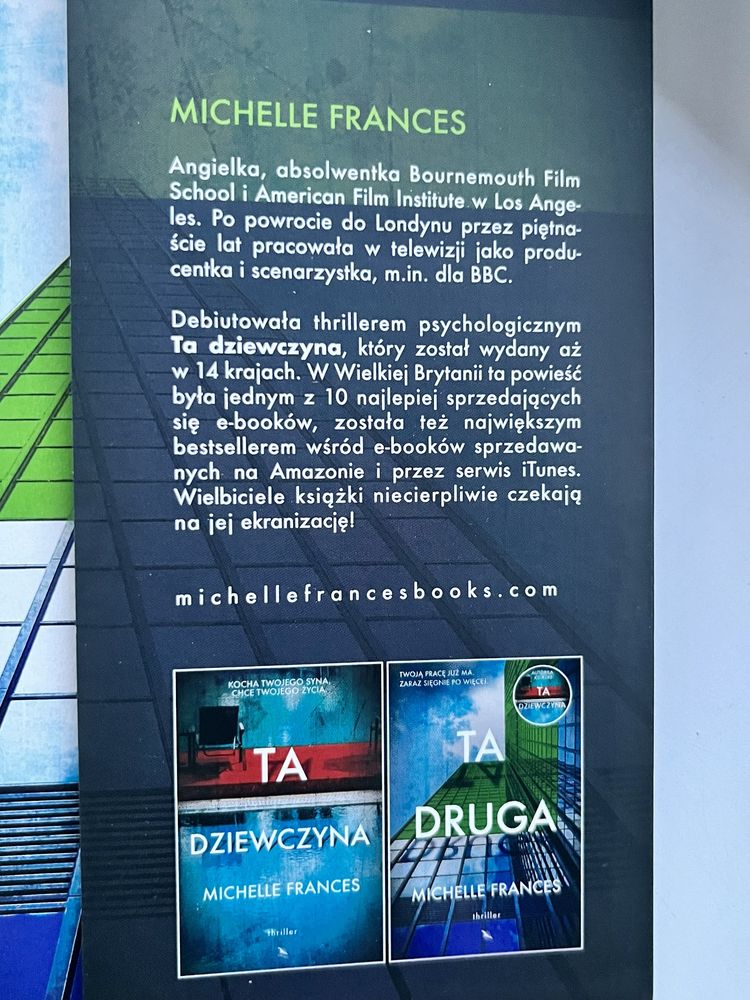 MICHELLE FRANCES
Angielka, absolwentka Bournemouth Film
School i American Film Institute w Los Ange-
les. Po powrocie do Londynu przez piętna-
ście lat pracowała w telewizji jako produ-
centka i scenarzystka, m.in. dla BBC.
Debiutowała thrillerem psychologicznym
Ta dziewczyna, który został wydany aż
w 14 krajach. W Wielkiej Brytanii ta powieść
była jednym z 10 najlepiej sprzedających
się e-booków, została też największym
bestsellerem wśród e-booków sprzedawa-
nych na Amazonie i przez serwis iTunes.
Wielbiciele książki niecierpliwie czekają
na jej ekranizację!
michellefrancesbooks.com
KOCHA TWOJEGO SYNA,
CHCE TWOJEGO ŻYCIA.
TA
DZIEWCZYNA
MICHELLE FRANCES
thriller
TWOJĄ PRACĘ JUŻ MA.
ZARAZ SIĘGNIE PO WIĘCEJ.
AUTORKA
TA
DZIEWCZYNA
TA
DRUGA
MICHELLE FRANCES
thriller